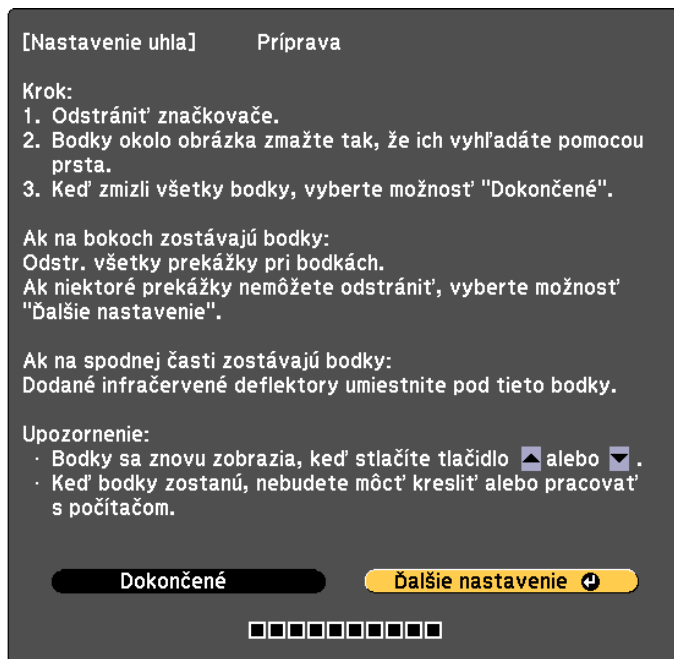 [Nastavenie uhla] Príprava
Krok:
1. Odstrániť značkovače.
2. Bodky okolo obrázka zmažte tak, že ich vyhľadáte pomocou
prsta.
3. Keď zmizli všetky bodky, vyberte možnosť "Dokončené".
Ak na bokoch zostávajú bodky:
Odstr. všetky prekážky pri bodkách.
Ak niektoré prekážky nemôžete odstrániť, vyberte možnosť
"Ďalšie nastavenie".
Ak na spodnej časti zostávajú bodky:
Dodané infračervené deflektory umiestnite pod tieto bodky.
Upozornenie:
· Bodky sa znovu zobrazia, keď stlačíte tlačidlo ▲ alebo ▼ .
· Keď bodky zostanú, nebudete môcť kresliť alebo pracovať
s počítačom.
Dokončené Ďalšie nastavenie